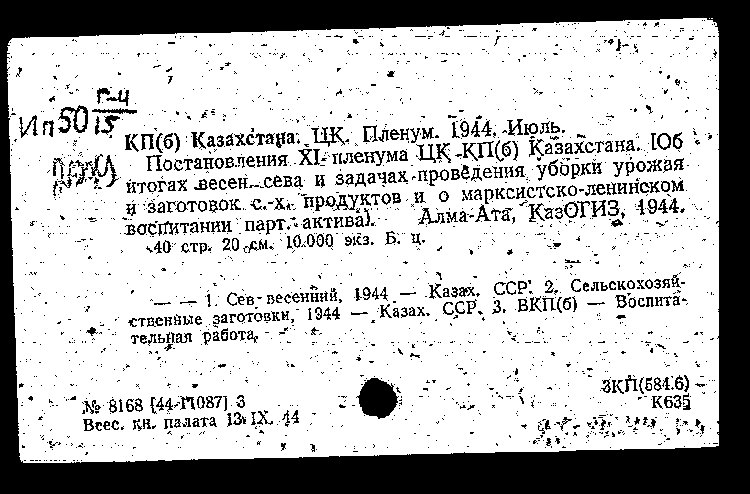 Г-4
Ип50 15
КП(б) Казахстана. ЦК. Пленум. 1944. Июль.
Постановления XI пленума ЦК КП(б) Казахстана. [Об
итогах весен. сева и задачах проведения уборки урожая
и заготовок с.-х. продуктов и о марксистско-ленинском
воспитании парт. актива]. Алма-Ата, КазОГИЗ, 1944.
40 стр. 20 см. 10.000 экз. Б. ц.
— — 1. Сев весенний, 1944 — Казах. ССР. 2. Сельскохозяй-
ственные заготовки, 1944 — Казах. ССР. 3. ВКП(б) — Воспита-
тельная работа.
№ 8168 [44-П087] 3
Всес. кн. палата 13.IX. 44
ЗКП(584.6)
К635